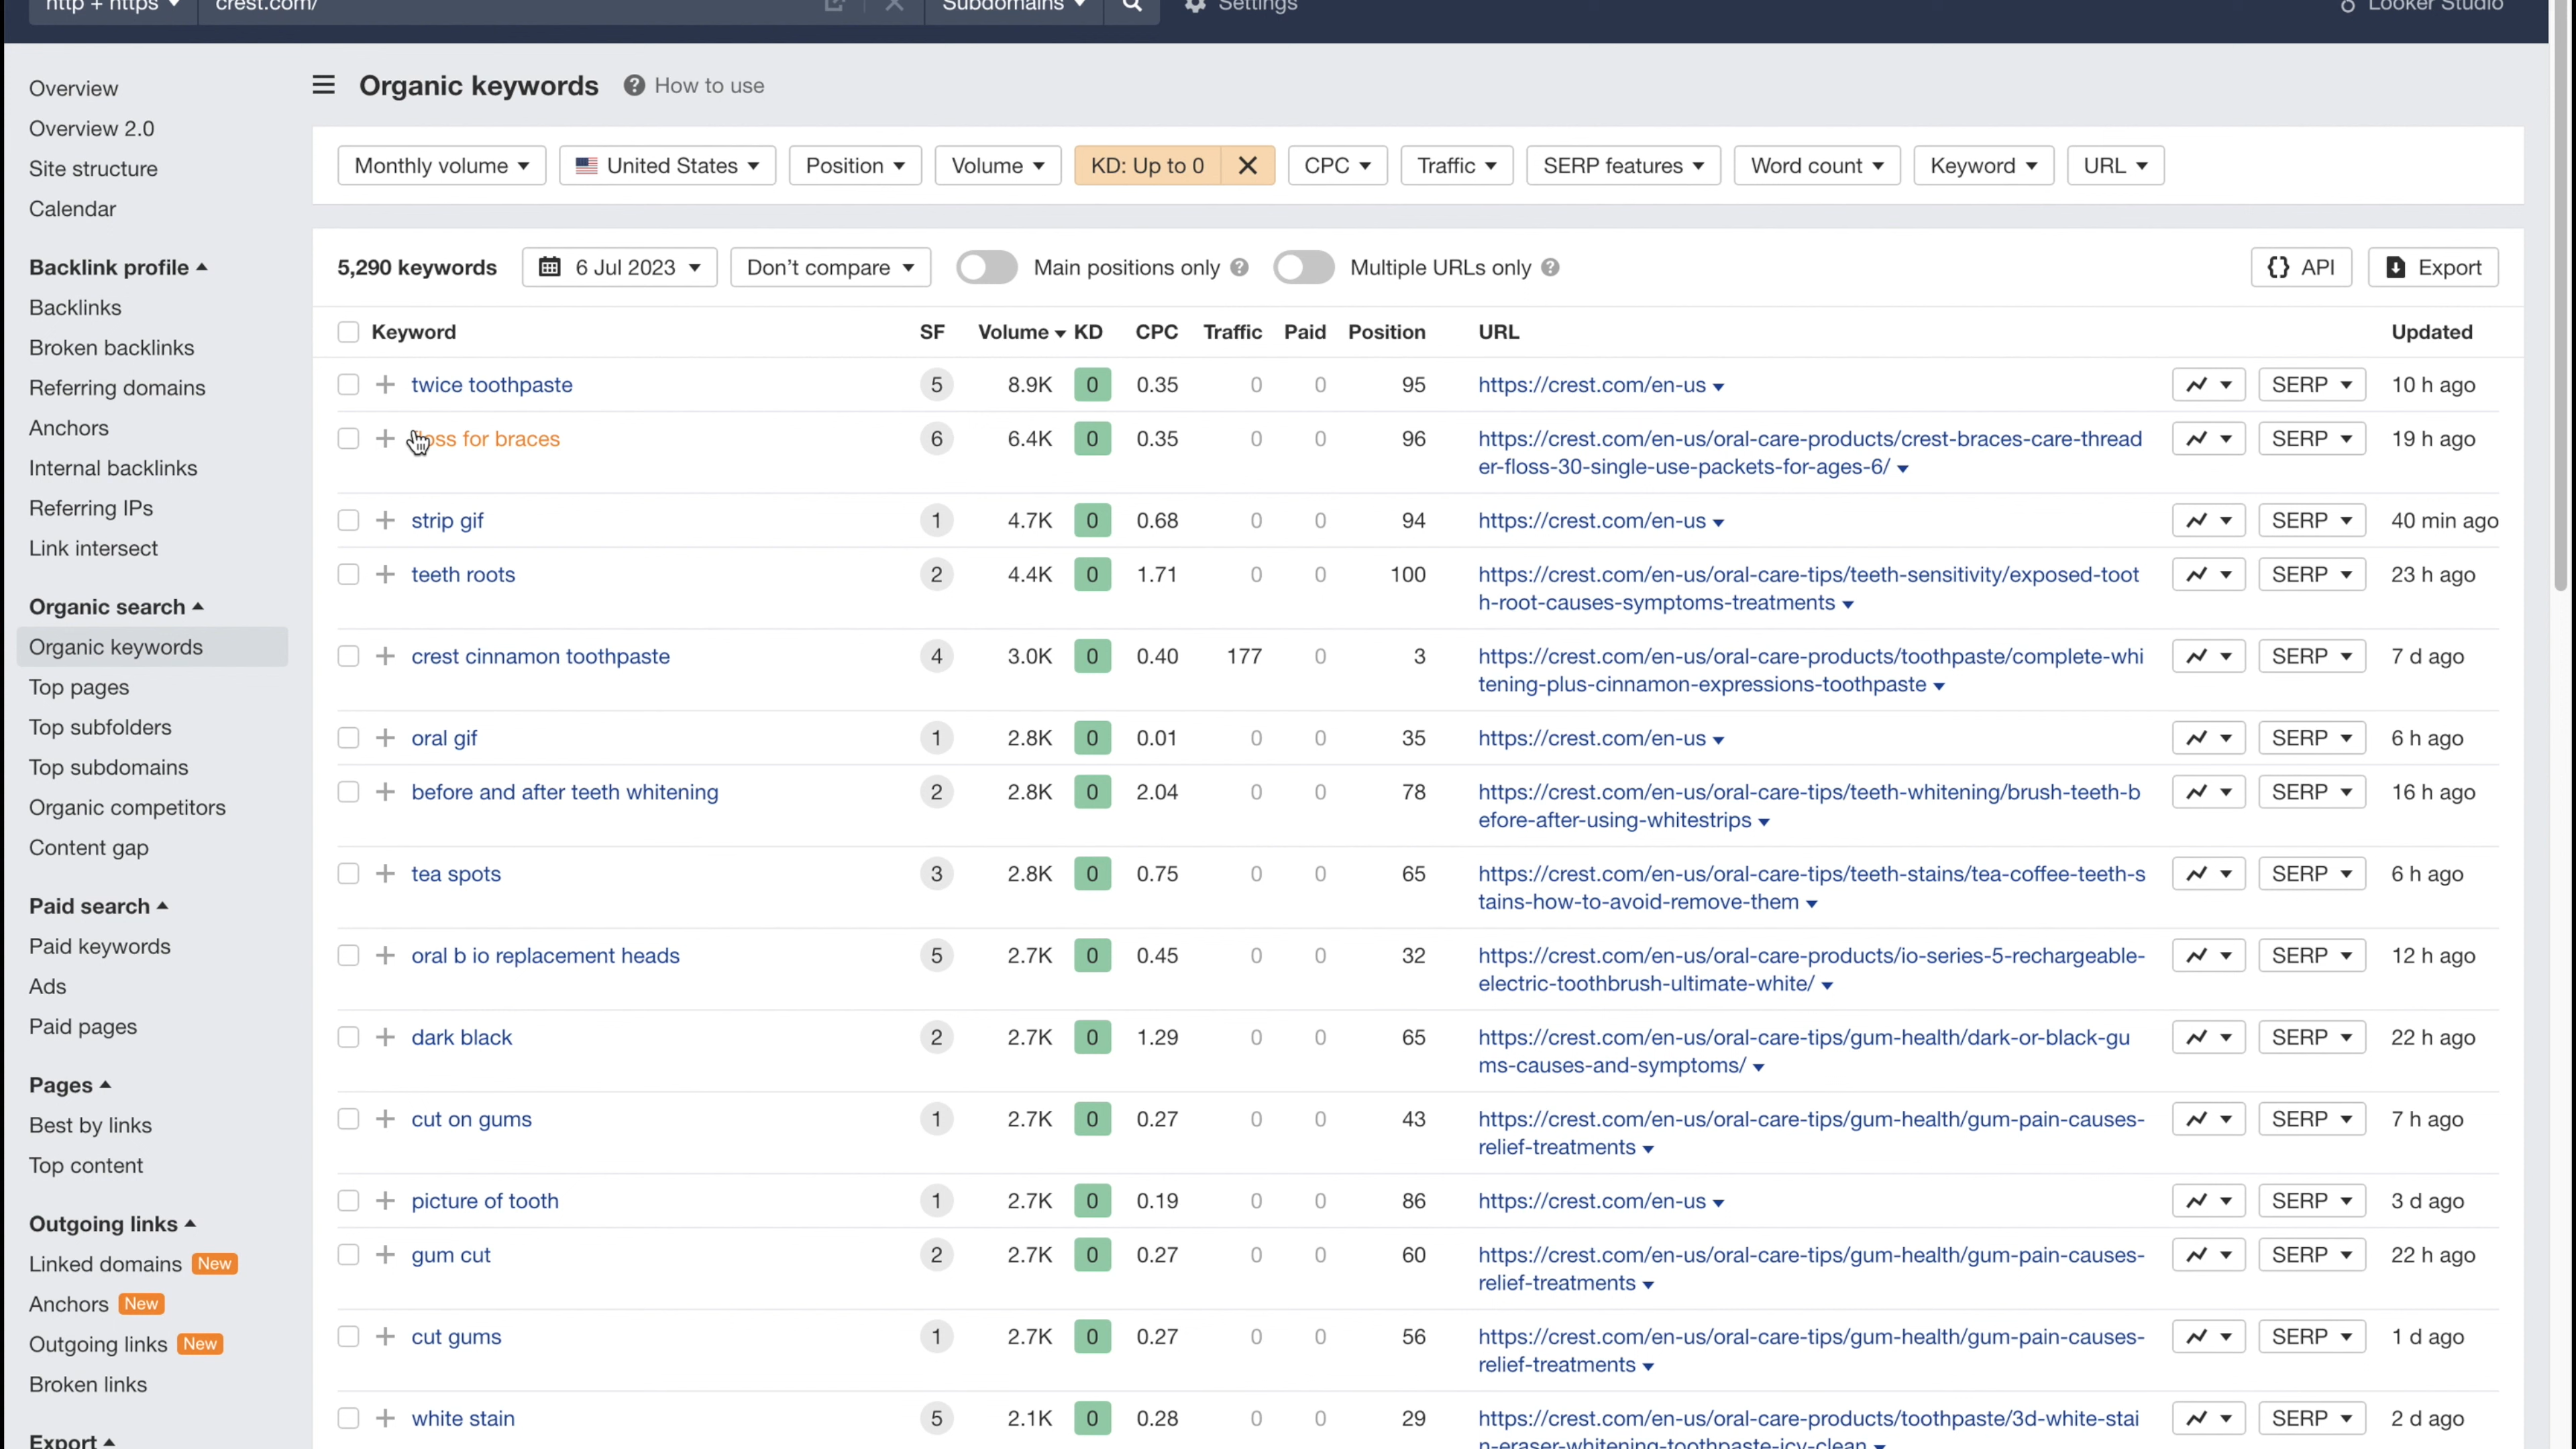 http + https crest.com/ Subdomains Settings Looker Studio
Overview
Overview 2.0
Site structure
Calendar
Backlink profile
Backlinks
Broken backlinks
Referring domains
Anchors
Internal backlinks
Referring IPs
Link intersect
Organic search
Organic keywords
Top pages
Top subfolders
Top subdomains
Organic competitors
Content gap
Paid search
Paid keywords
Ads
Paid pages
Pages
Best by links
Top content
Outgoing links
Linked domains New
Anchors New
Outgoing links New
Broken links
Export
Organic keywords ? How to use
Monthly volume United States Position Volume KD: Up to 0 CPC Traffic SERP features Word count Keyword URL
5,290 keywords 6 Jul 2023 Don't compare Main positions only ? Multiple URLs only ? {} API Export
Keyword SF Volume KD CPC Traffic Paid Position URL Updated
twice toothpaste 5 8.9K 0 0.35 0 0 95 https://crest.com/en-us SERP 10 h ago
floss for braces 6 6.4K 0 0.35 0 0 96 https://crest.com/en-us/oral-care-products/crest-braces-care-thread SERP 19 h ago
er-floss-30-single-use-packets-for-ages-6/
strip gif 1 4.7K 0 0.68 0 0 94 https://crest.com/en-us SERP 40 min ago
teeth roots 2 4.4K 0 1.71 0 0 100 https://crest.com/en-us/oral-care-tips/teeth-sensitivity/exposed-toot SERP 23 h ago
h-root-causes-symptoms-treatments
crest cinnamon toothpaste 4 3.0K 0 0.40 177 0 3 https://crest.com/en-us/oral-care-products/toothpaste/complete-whi SERP 7 d ago
tening-plus-cinnamon-expressions-toothpaste
oral gif 1 2.8K 0 0.01 0 0 35 https://crest.com/en-us SERP 6 h ago
before and after teeth whitening 2 2.8K 0 2.04 0 0 78 https://crest.com/en-us/oral-care-tips/teeth-whitening/brush-teeth-b SERP 16 h ago
efore-after-using-whitestrips
tea spots 3 2.8K 0 0.75 0 0 65 https://crest.com/en-us/oral-care-tips/teeth-stains/tea-coffee-teeth-s SERP 6 h ago
tains-how-to-avoid-remove-them
oral b io replacement heads 5 2.7K 0 0.45 0 0 32 https://crest.com/en-us/oral-care-products/io-series-5-rechargeable- SERP 12 h ago
electric-toothbrush-ultimate-white/
dark black 2 2.7K 0 1.29 0 0 65 https://crest.com/en-us/oral-care-tips/gum-health/dark-or-black-gu SERP 22 h ago
ms-causes-and-symptoms/
cut on gums 1 2.7K 0 0.27 0 0 43 https://crest.com/en-us/oral-care-tips/gum-health/gum-pain-causes- SERP 7 h ago
relief-treatments
picture of tooth 1 2.7K 0 0.19 0 0 86 https://crest.com/en-us SERP 3 d ago
gum cut 2 2.7K 0 0.27 0 0 60 https://crest.com/en-us/oral-care-tips/gum-health/gum-pain-causes- SERP 22 h ago
relief-treatments
cut gums 1 2.7K 0 0.27 0 0 56 https://crest.com/en-us/oral-care-tips/gum-health/gum-pain-causes- SERP 1 d ago
relief-treatments
white stain 5 2.1K 0 0.28 0 0 29 https://crest.com/en-us/oral-care-products/toothpaste/3d-white-stai SERP 2 d ago
n-eraser-whitening-toothpaste-icy-clean